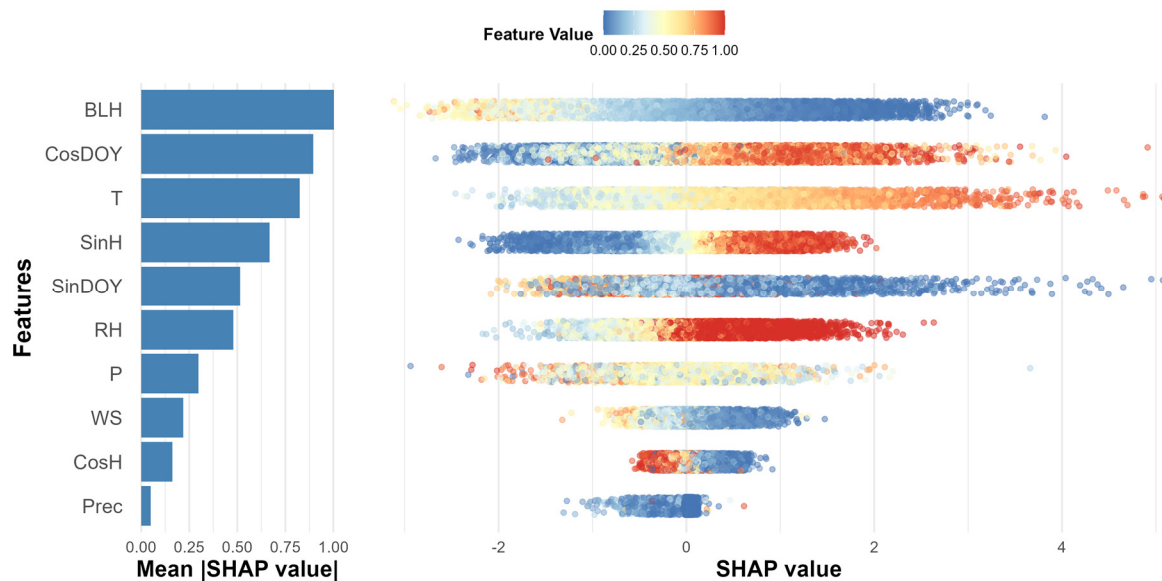 Feature Value
0.00 0.25 0.50 0.75 1.00
BLH
CosDOY
T
SinH
SinDOY
RH
P
WS
CosH
Prec
Features
0.00 0.25 0.50 0.75 1.00
Mean |SHAP value|
-2 0 2 4
SHAP value